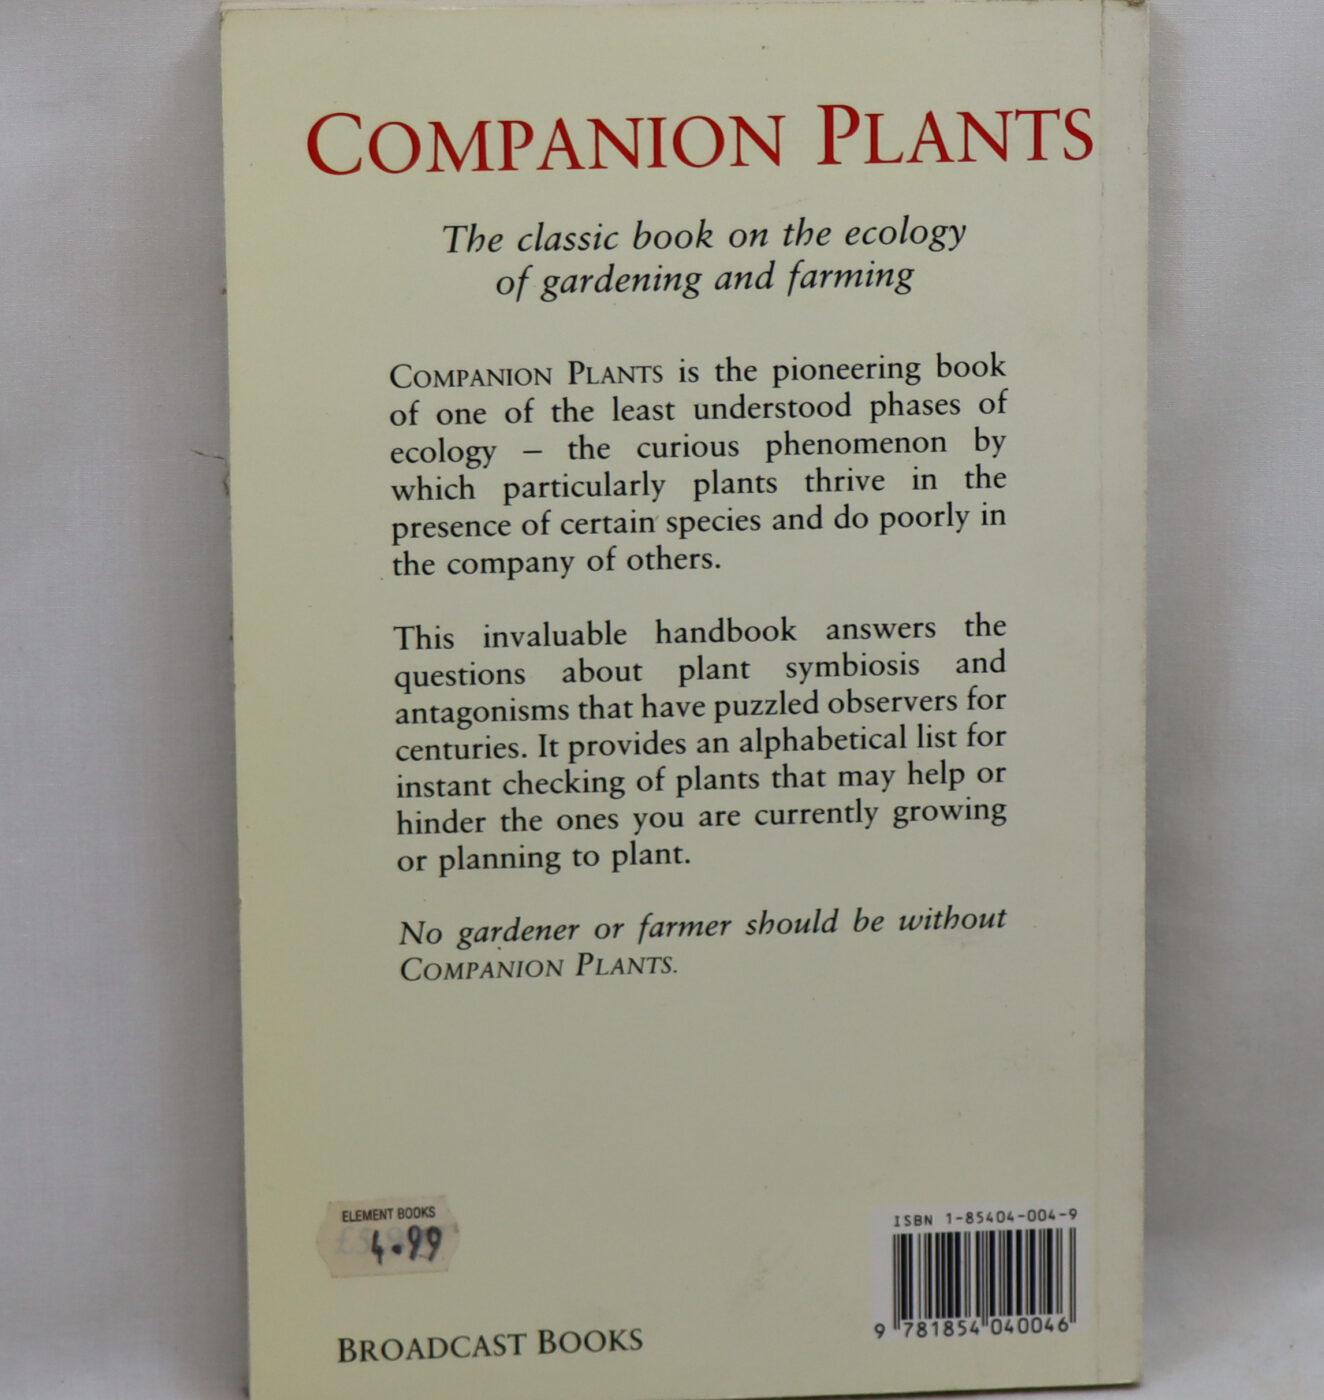 COMPANION PLANTS
The classic book on the ecology
of gardening and farming
COMPANION PLANTS is the pioneering book
of one of the least understood phases of
ecology – the curious phenomenon by
which particularly plants thrive in the
presence of certain species and do poorly in
the company of others.
This invaluable handbook answers the
questions about plant symbiosis and
antagonisms that have puzzled observers for
centuries. It provides an alphabetical list for
instant checking of plants that may help or
hinder the ones you are currently growing
or planning to plant.
No gardener or farmer should be without
COMPANION PLANTS.
ELEMENT BOOKS
4.99
ISBN 1-85404-004-9
9 781854 040046
BROADCAST BOOKS